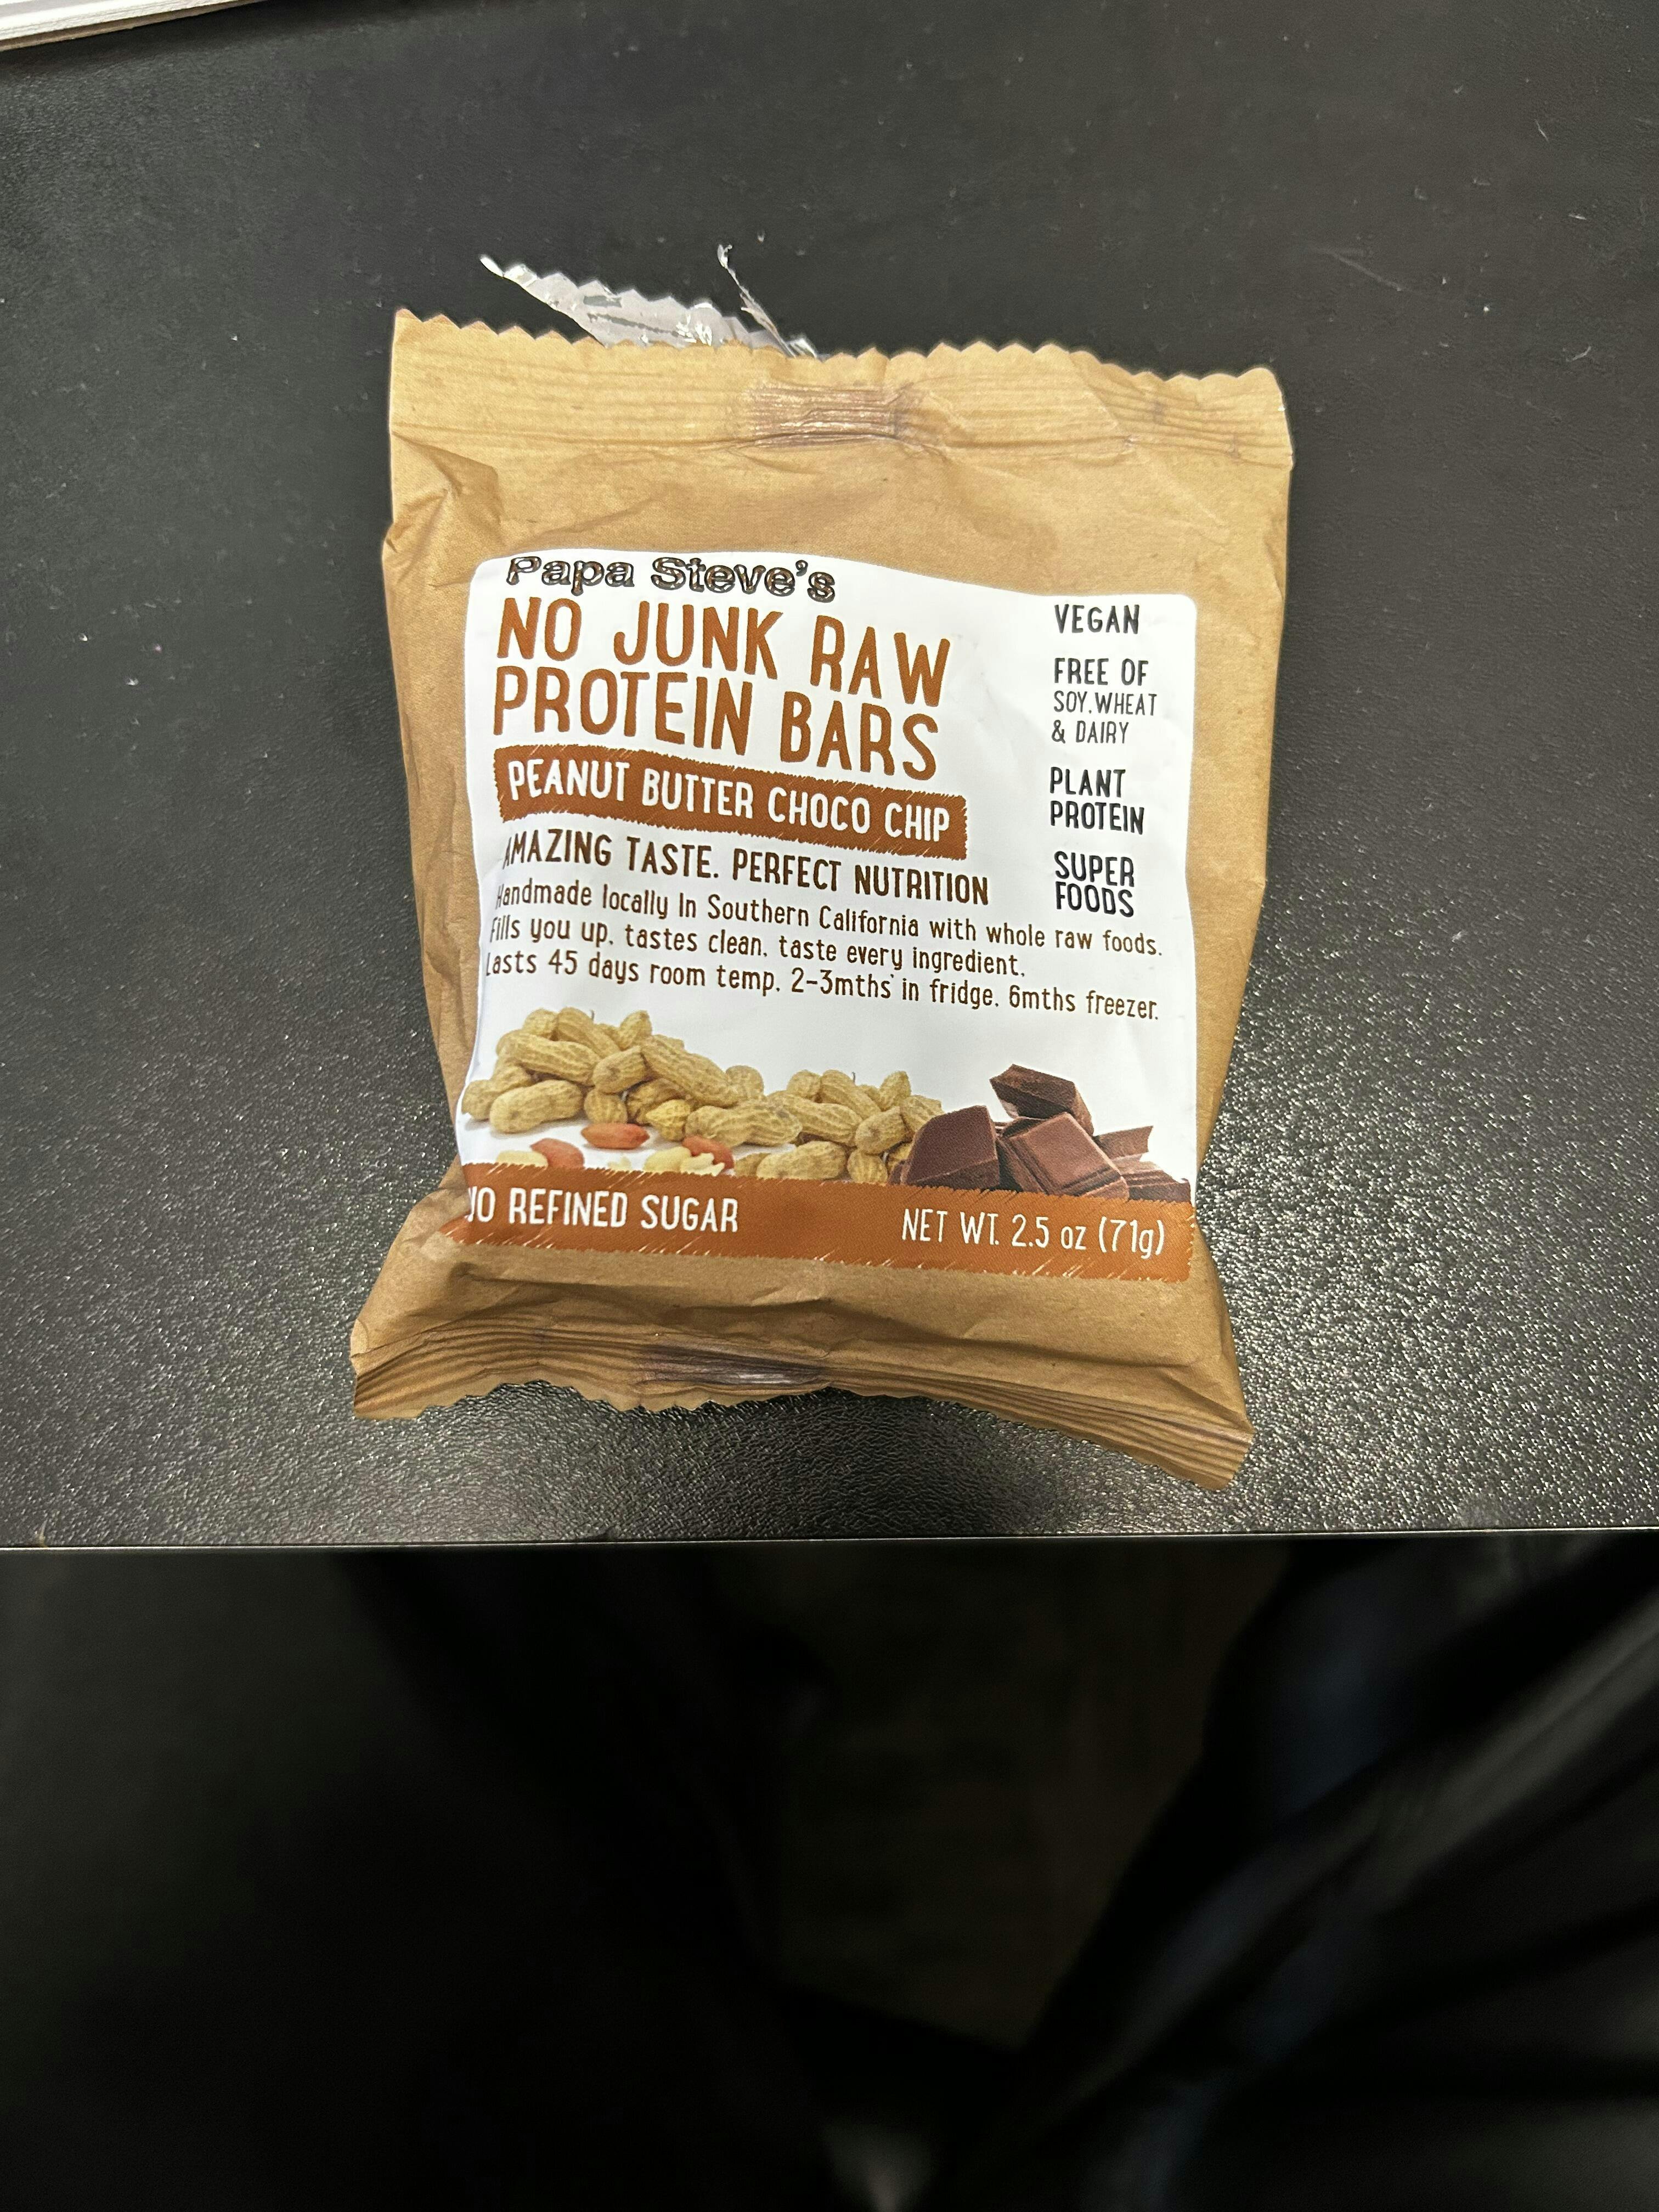 Papa Steve's
NO JUNK RAW
PROTEIN BARS
PEANUT BUTTER CHOCO CHIP
AMAZING TASTE. PERFECT NUTRITION
Handmade locally In Southern California with whole raw foods.
Fills you up. tastes clean. taste every ingredient.
Lasts 45 days room temp. 2-3mths in fridge. 6mths freezer.
VEGAN
FREE OF
SOY.WHEAT
& DAIRY
PLANT
PROTEIN
SUPER
FOODS
NO REFINED SUGAR
NET WT. 2.5 oz (71g)